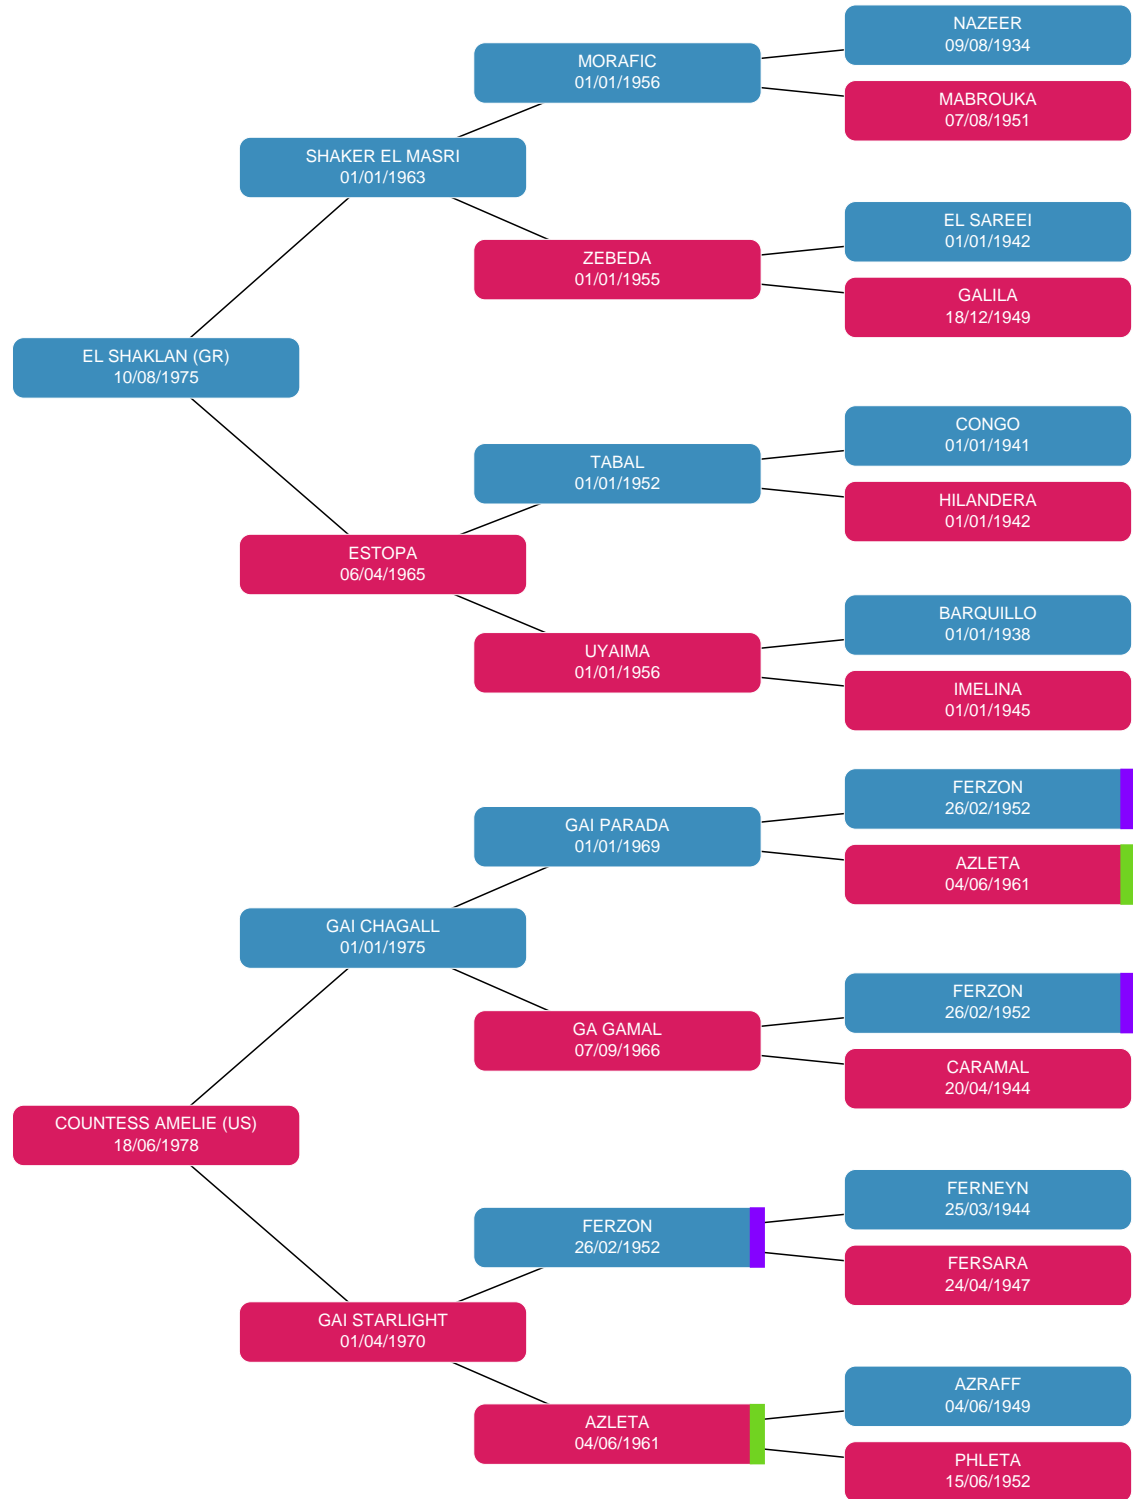 NAZEER
09/08/1934
MORAFIC
01/01/1956
MABROUKA
07/08/1951
SHAKER EL MASRI
01/01/1963
EL SAREEI
01/01/1942
ZEBEDA
01/01/1955
GALILA
18/12/1949
EL SHAKLAN (GR)
10/08/1975
CONGO
01/01/1941
TABAL
01/01/1952
HILANDERA
01/01/1942
ESTOPA
06/04/1965
BARQUILLO
01/01/1938
UYAIMA
01/01/1956
IMELINA
01/01/1945
FERZON
26/02/1952
GAI PARADA
01/01/1969
AZLETA
04/06/1961
GAI CHAGALL
01/01/1975
FERZON
26/02/1952
GA GAMAL
07/09/1966
CARAMAL
20/04/1944
COUNTESS AMELIE (US)
18/06/1978
FERNEYN
25/03/1944
FERZON
26/02/1952
FERSARA
24/04/1947
GAI STARLIGHT
01/04/1970
AZRAFF
04/06/1949
AZLETA
04/06/1961
PHLETA
15/06/1952